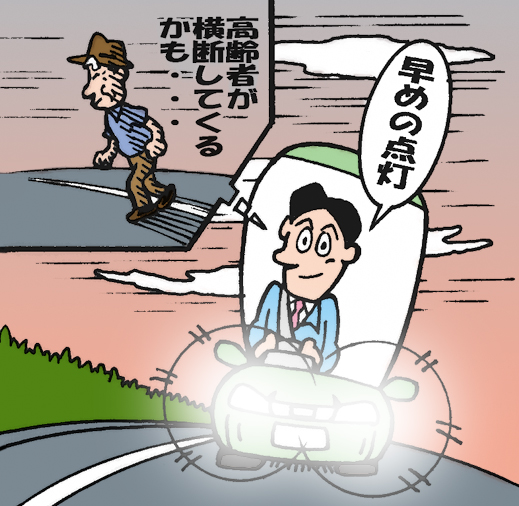 高齢者が
横断してくる
かも・・・
早めの点灯